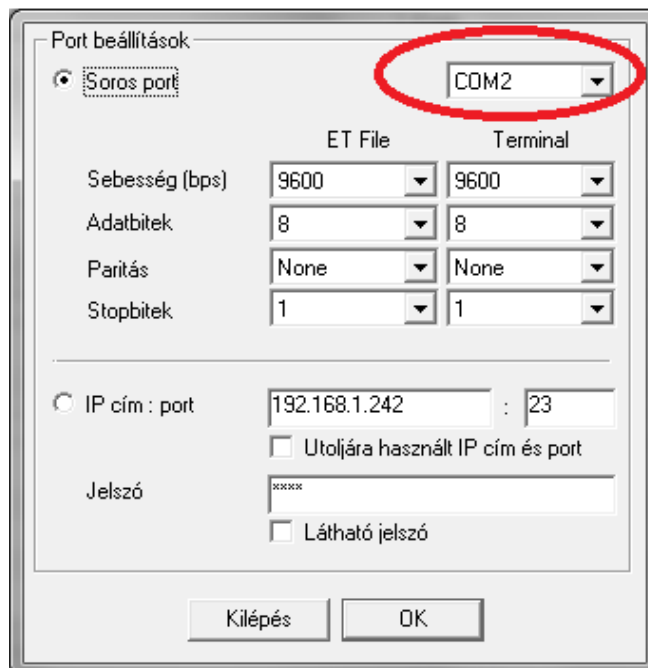 Port beállítások
Soros port COM2
ET File Terminal
Sebesség (bps) 9600 9600
Adatbitek 8 8
Paritás None None
Stopbitek 1 1
IP cím : port 192.168.1.242 : 23
Utoljára használt IP cím és port
Jelszó ****
Látható jelszó
Kilépés OK